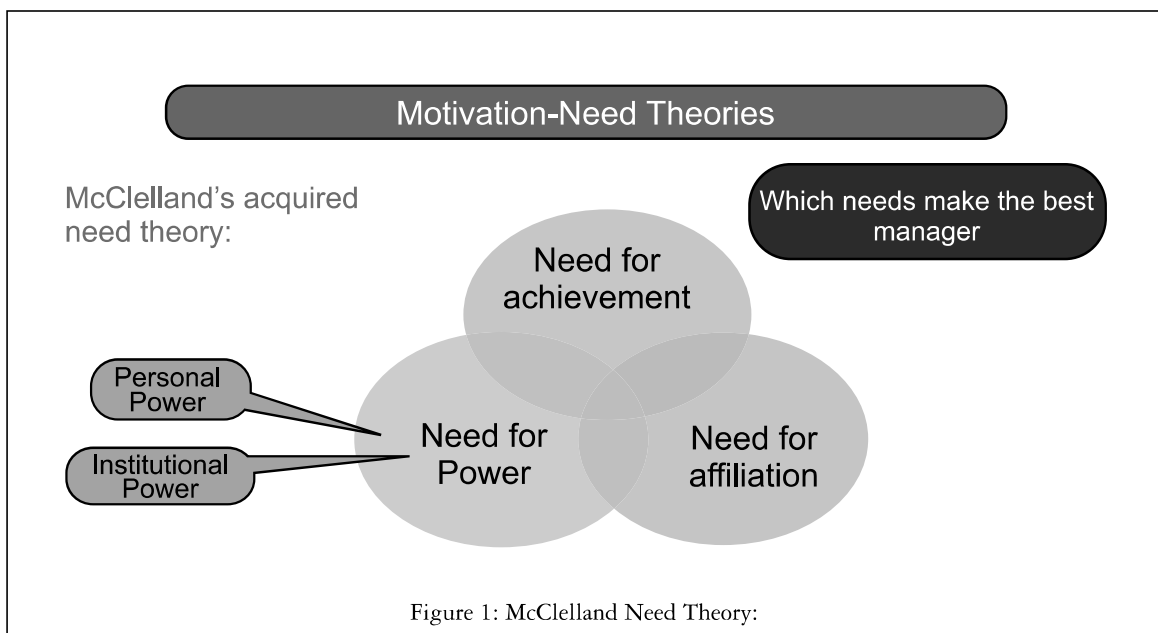 Motivation-Need Theories
McClelland's acquired
need theory:
Which needs make the best
manager
Need for
achievement
Personal
Power
Institutional
Power
Need for
Power
Need for
affiliation
Figure 1: McClelland Need Theory: